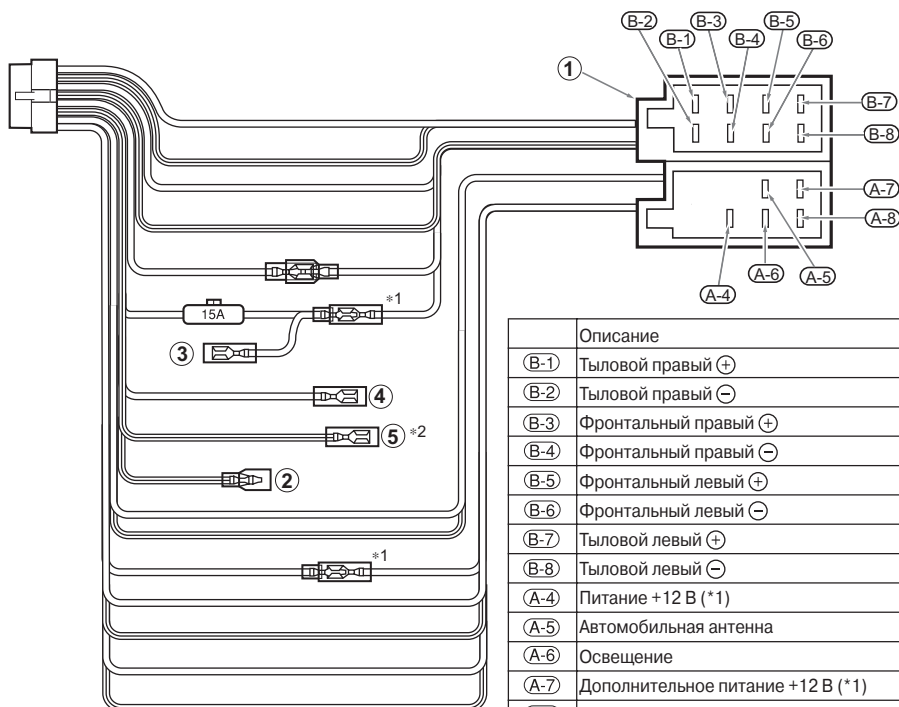 B-2
B-3
B-5
B-1
B-4
B-6
1
B-7
B-8
A-7
A-8
A-6
A-5
A-4
*1
15A
3
4
5 *2
2
*1
Описание
B-1 Тыловой правый +
B-2 Тыловой правый −
B-3 Фронтальный правый +
B-4 Фронтальный правый −
B-5 Фронтальный левый +
B-6 Фронтальный левый −
B-7 Тыловой левый +
B-8 Тыловой левый −
A-4 Питание +12 В (*1)
A-5 Автомобильная антенна
A-6 Освещение
A-7 Дополнительное питание +12 В (*1)